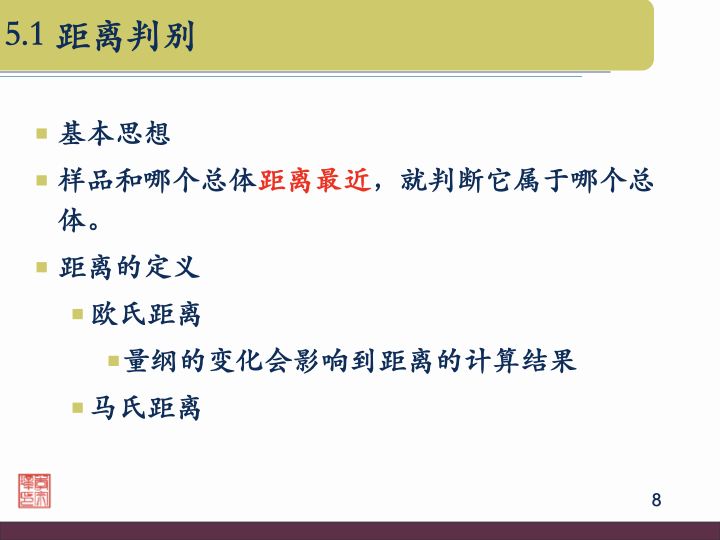 5.1 距离判别
基本思想
样品和哪个总体距离最近，就判断它属于哪个总
体。
距离的定义
欧氏距离
量纲的变化会影响到距离的计算结果
马氏距离
8